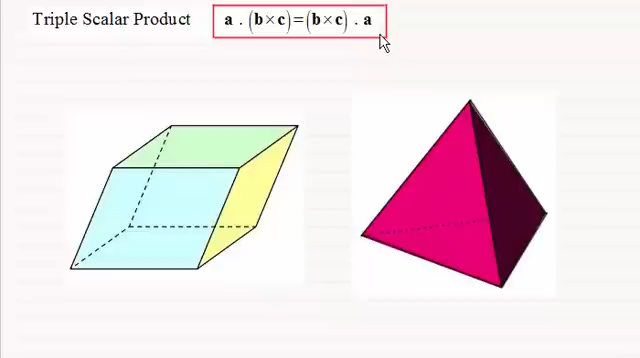 Triple Scalar Product a . (b×c)=(b×c) . a